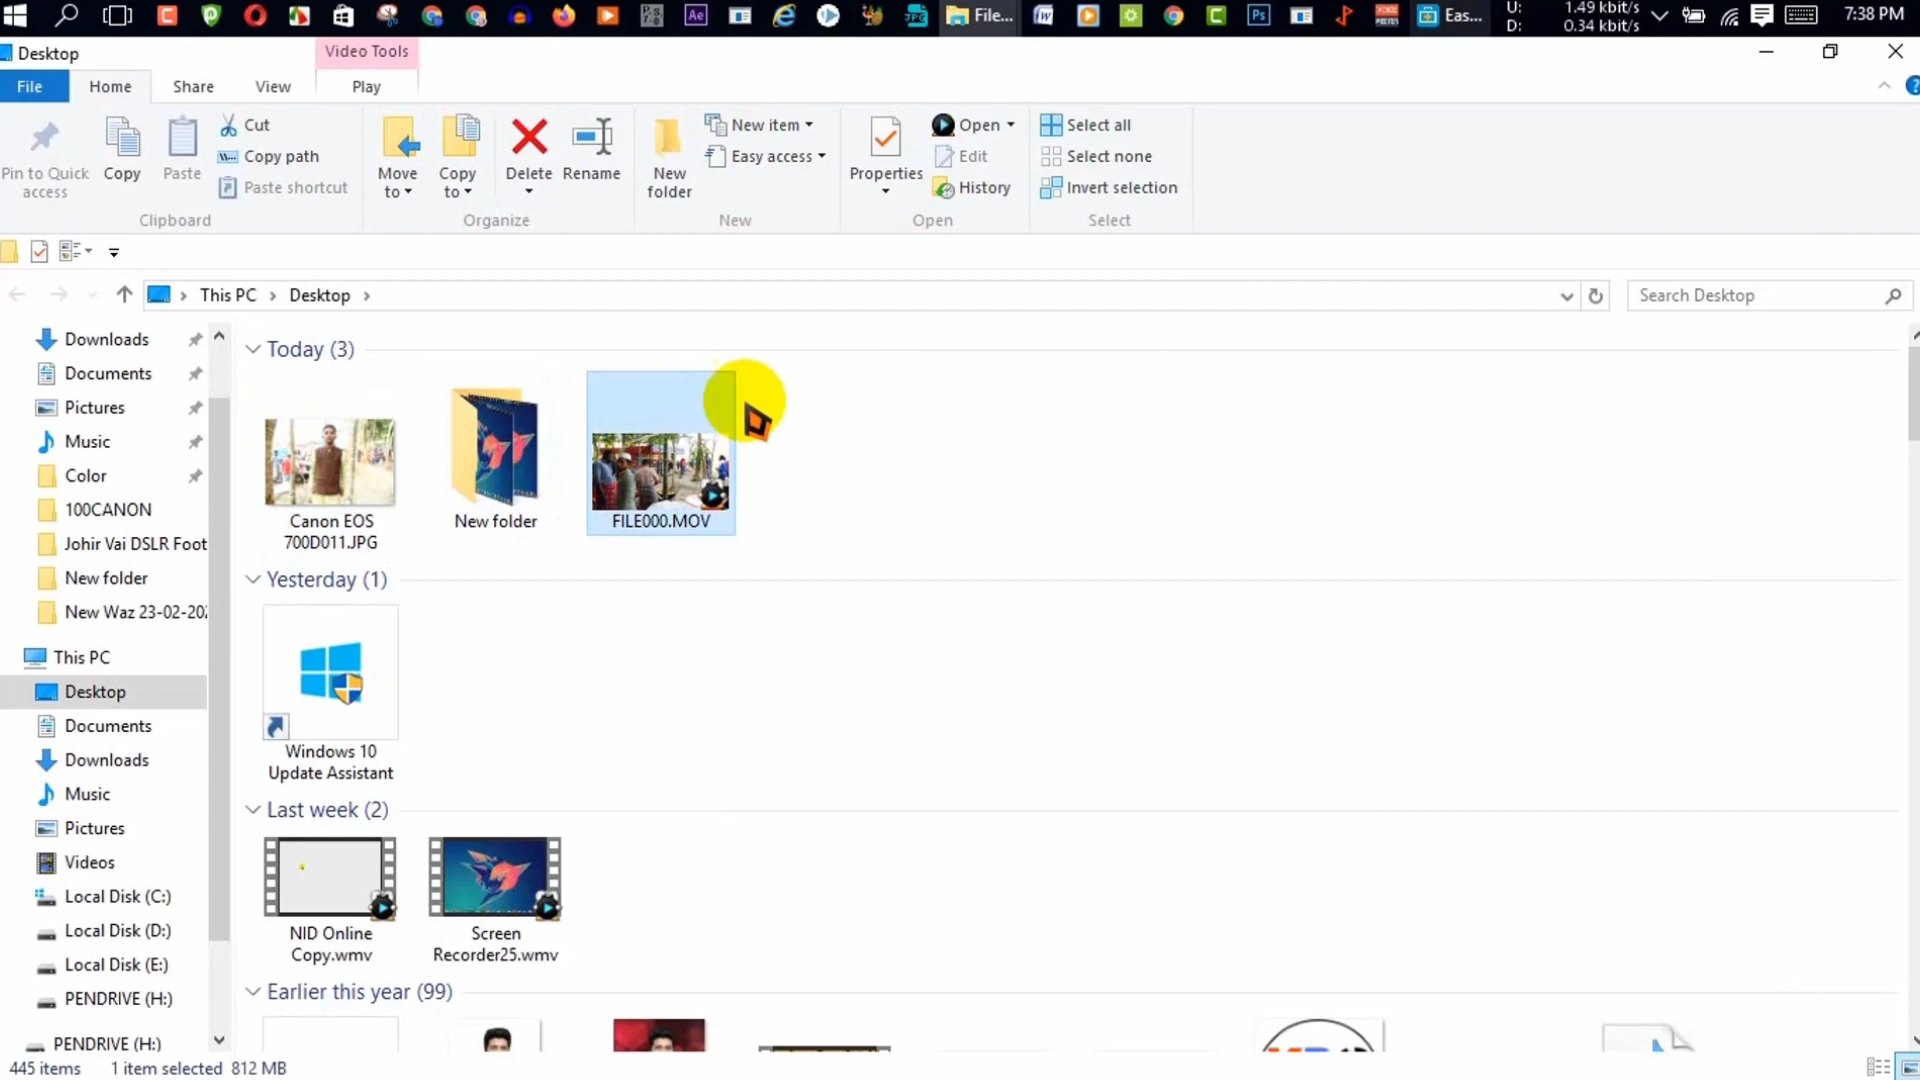 File...
Eas...
U: 1.49 kbit/s
D: 0.34 kbit/s
7:38 PM
Desktop
Video Tools
File Home Share View Play
Pin to Quick access
Copy
Paste
Cut
Copy path
Paste shortcut
Move to
Copy to
Delete
Rename
New folder
New item
Easy access
Properties
Open
Edit
History
Select all
Select none
Invert selection
Clipboard Organize New Open Select
This PC Desktop
Search Desktop
Downloads
Documents
Pictures
Music
Color
100CANON
Johir Vai DSLR Foot
New folder
New Waz 23-02-202
This PC
Desktop
Documents
Downloads
Music
Pictures
Videos
Local Disk (C:)
Local Disk (D:)
Local Disk (E:)
PENDRIVE (H:)
PENDRIVE (H:)
Today (3)
Canon EOS 700D011.JPG
New folder
FILE000.MOV
Yesterday (1)
Windows 10 Update Assistant
Last week (2)
NID Online Copy.wmv
Screen Recorder25.wmv
Earlier this year (99)
445 items 1 item selected 812 MB